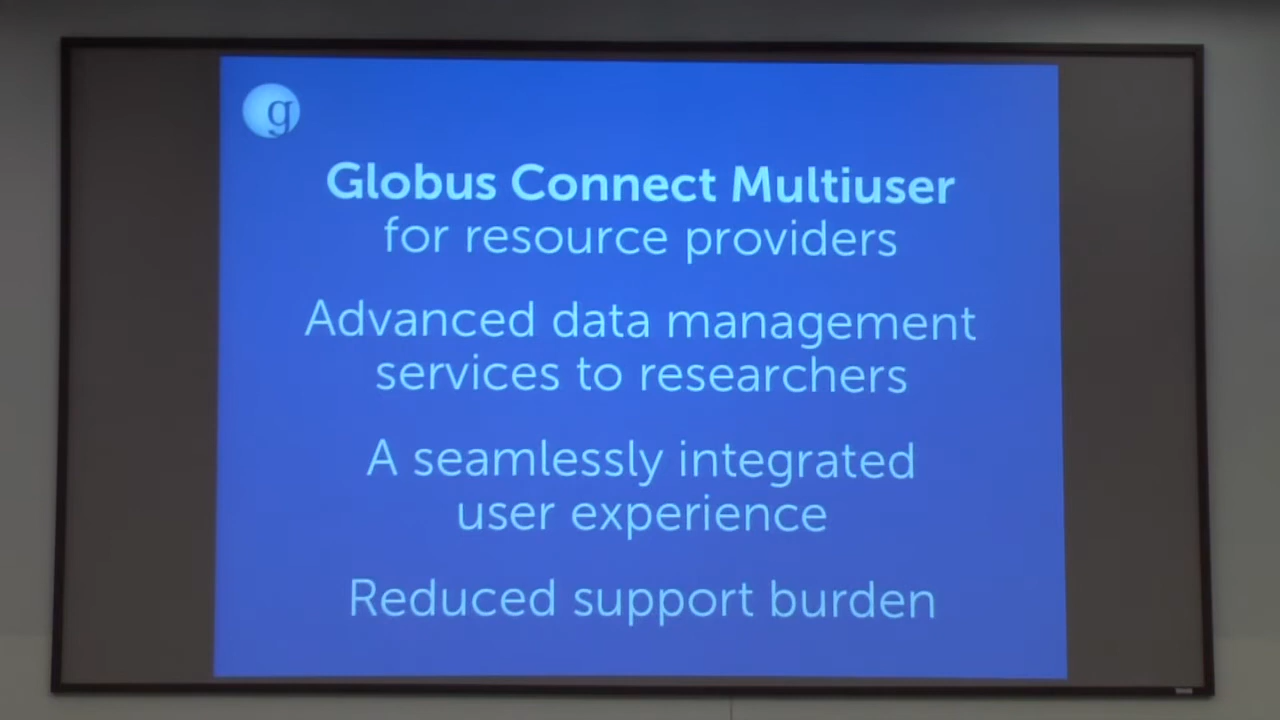 g
Globus Connect Multiuser
for resource providers
Advanced data management
services to researchers
A seamlessly integrated
user experience
Reduced support burden